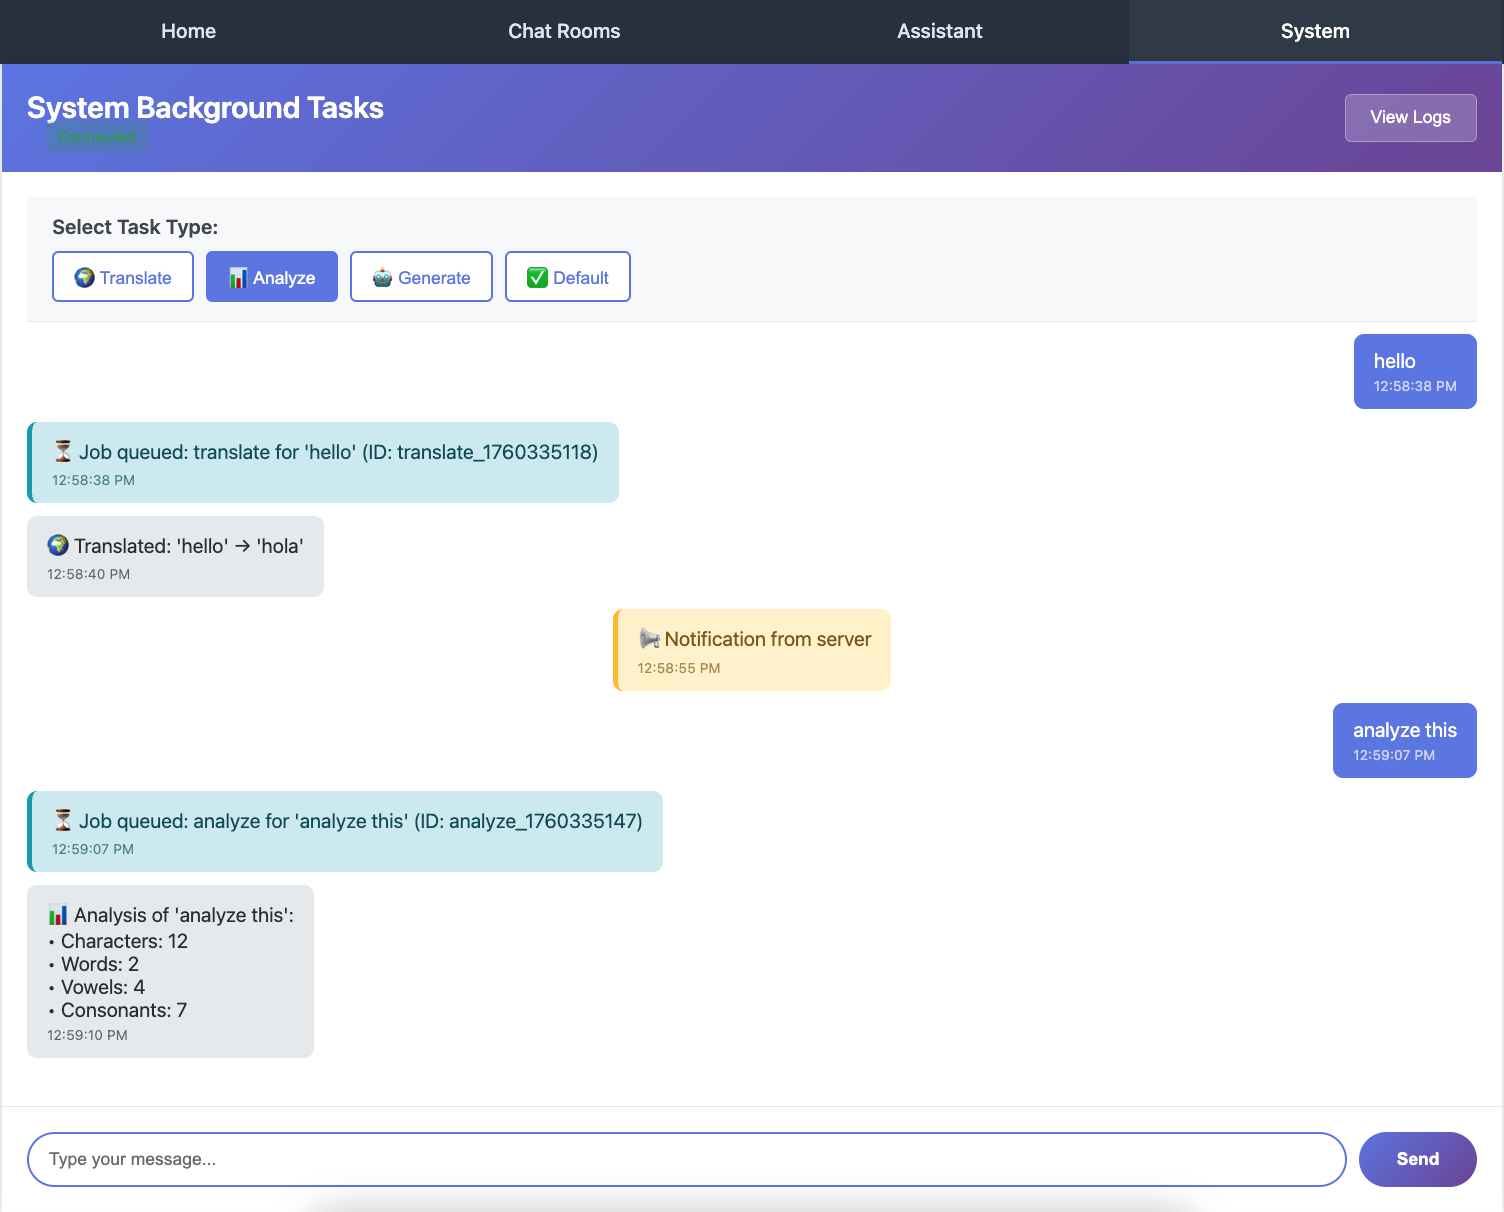 Home
Chat Rooms
Assistant
System
System Background Tasks
Connected
View Logs
Select Task Type:
🌍 Translate
📊 Analyze
🤖 Generate
✅ Default
hello
12:58:38 PM
⏳ Job queued: translate for 'hello' (ID: translate_1760335118)
12:58:38 PM
🌍 Translated: 'hello' → 'hola'
12:58:40 PM
📢 Notification from server
12:58:55 PM
analyze this
12:59:07 PM
⏳ Job queued: analyze for 'analyze this' (ID: analyze_1760335147)
12:59:07 PM
📊 Analysis of 'analyze this':
• Characters: 12
• Words: 2
• Vowels: 4
• Consonants: 7
12:59:10 PM
Type your message...
Send